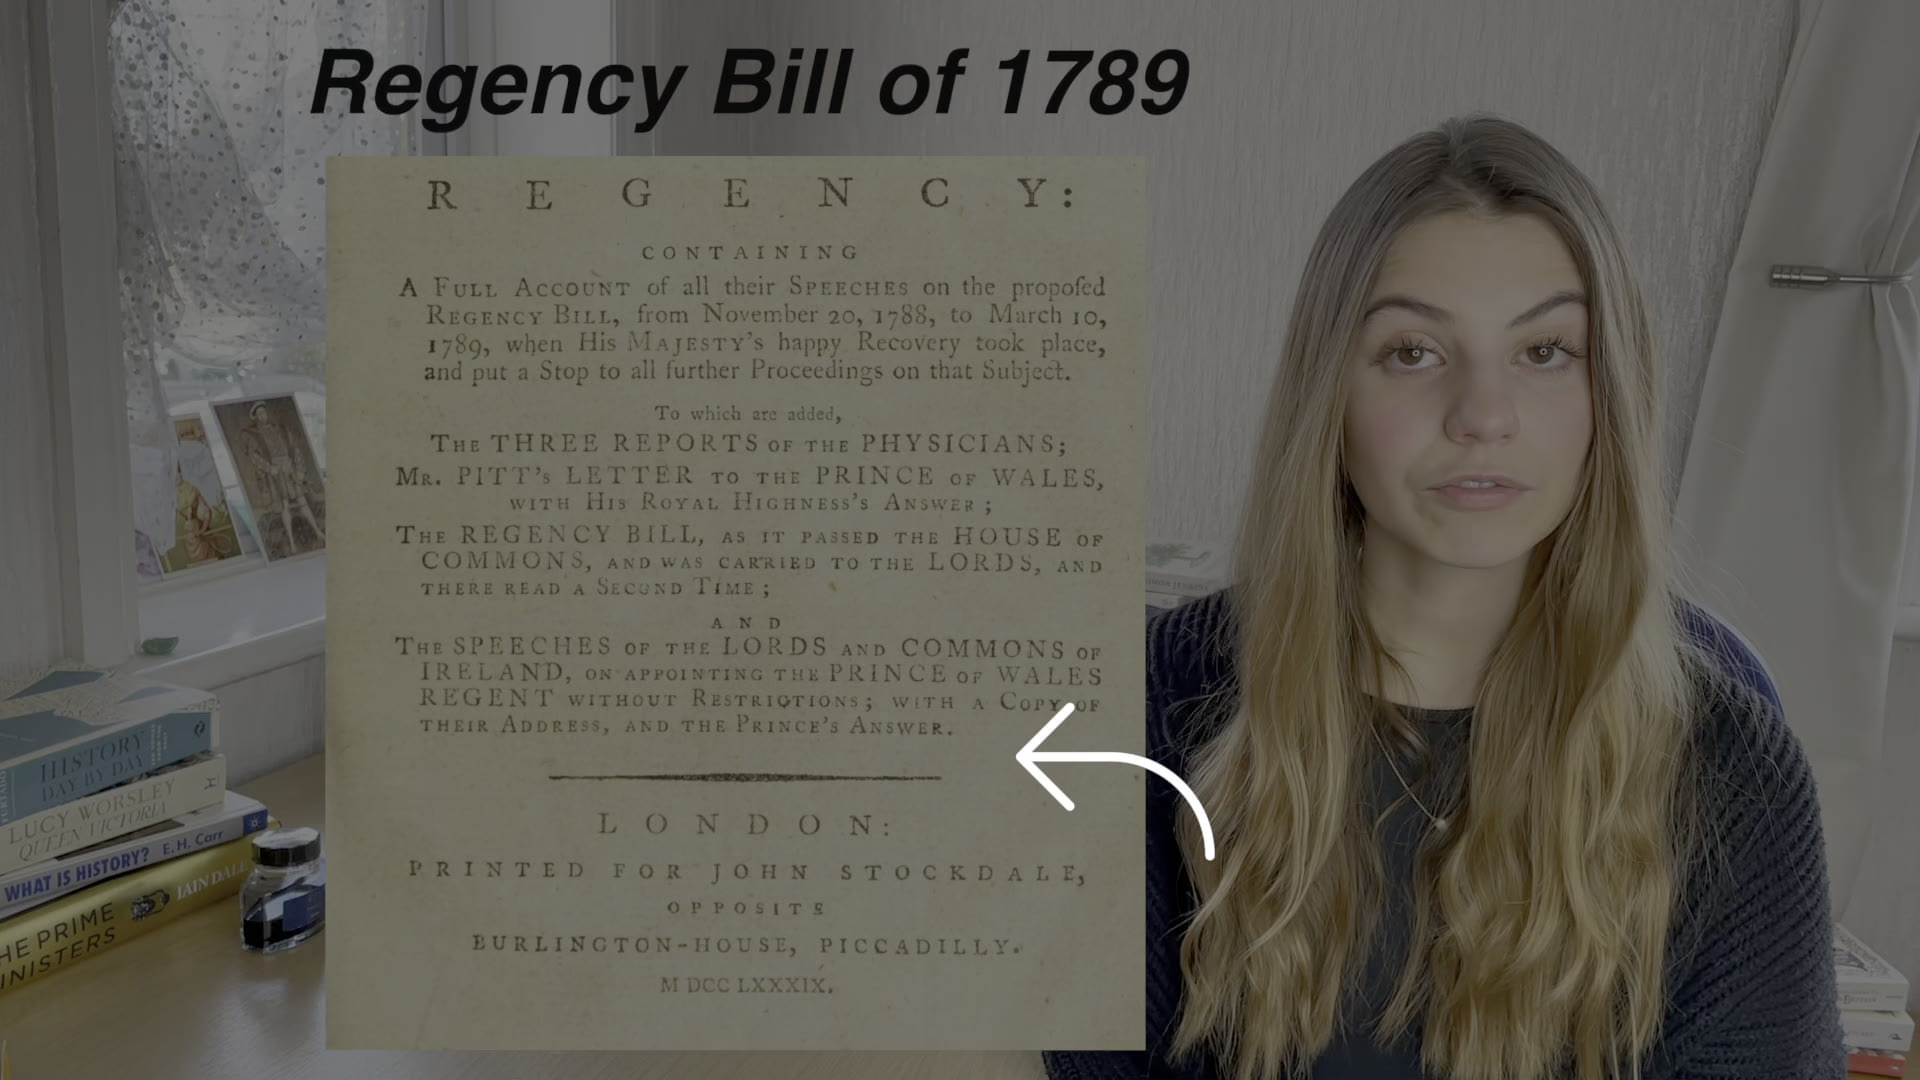 Regency Bill of 1789
REGENCY:
CONTAINING
A FULL ACCOUNT of all their SPEECHES on the propoſed
REGENCY BILL, from November 20, 1788, to March 10,
1789, when His MAJESTY's happy Recovery took place,
and put a Stop to all further Proceedings on that Subject.
To which are added,
THE THREE REPORTS OF THE PHYSICIANS;
MR. PITT's LETTER TO THE PRINCE OF WALES,
WITH HIS ROYAL HIGHNESS'S ANSWER;
THE REGENCY BILL, AS IT PASSED THE HOUSE OF
COMMONS, AND WAS CARRIED TO THE LORDS, AND
THERE READ A SECOND TIME;
AND
THE SPEECHES OF THE LORDS AND COMMONS OF
IRELAND, ON APPOINTING THE PRINCE OF WALES
REGENT WITHOUT RESTRICTIONS; WITH A COPY OF
THEIR ADDRESS, AND THE PRINCE'S ANSWER.
LONDON:
PRINTED FOR JOHN STOCKDALE,
OPPOSITE
BURLINGTON-HOUSE, PICCADILLY.
M DCC LXXXIX.
HISTORY
DAY BY DAY
LUCY WORSLEY
QUEEN VICTORIA
WHAT IS HISTORY? E.H. Carr
HE PRIME
INISTERS
IAIN DALE
SIMON JENKINS